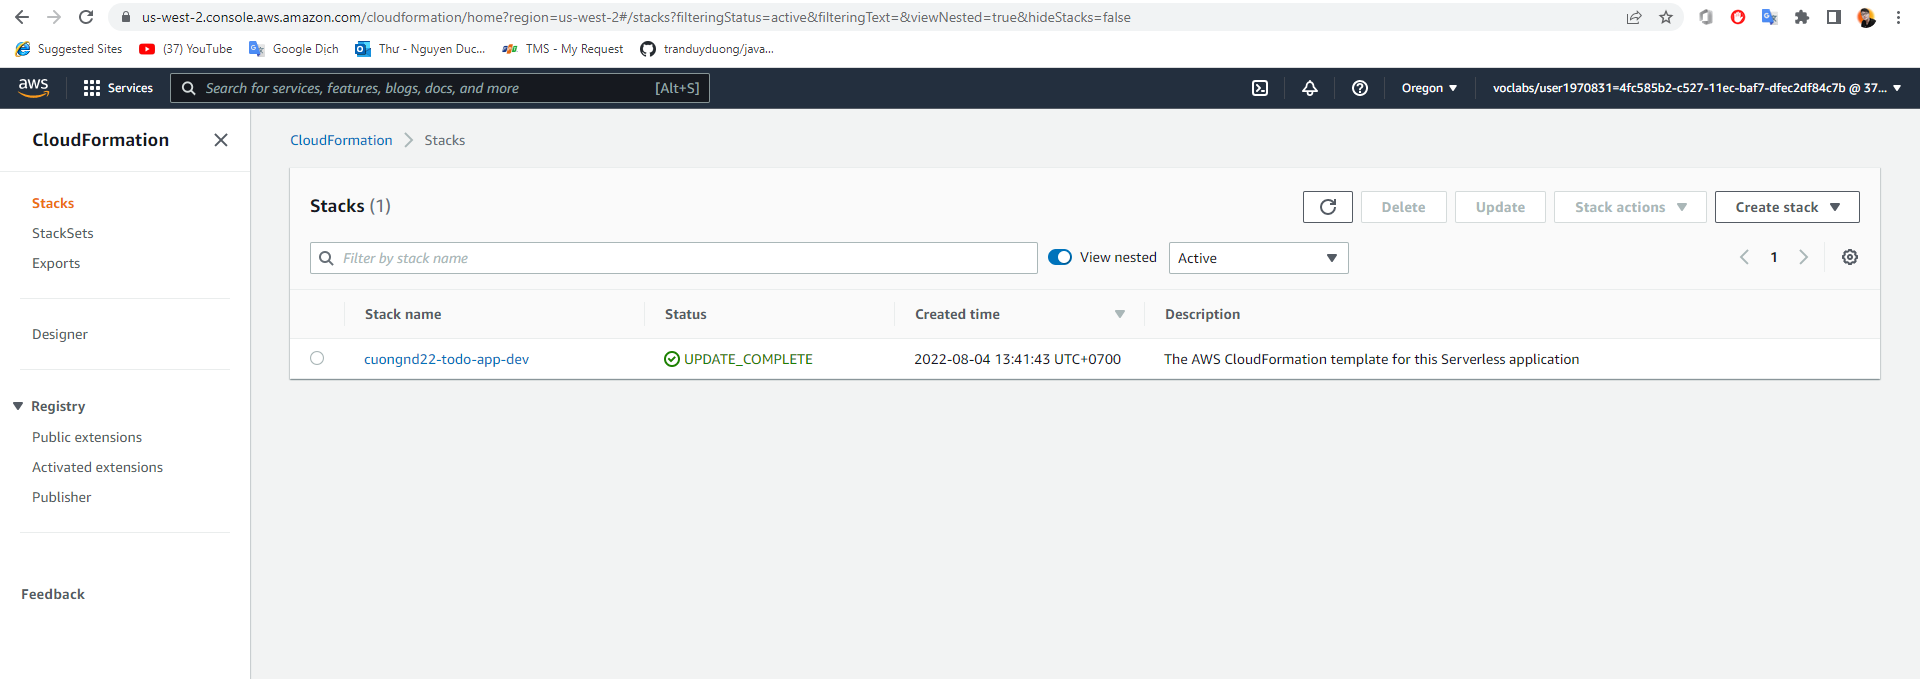 us-west-2.console.aws.amazon.com/cloudformation/home?region=us-west-2#/stacks?filteringStatus=active&filteringText=&viewNested=true&hideStacks=false
Suggested Sites (37) YouTube Google Dịch Thư - Nguyen Duc... TMS - My Request tranduyduong/java...
aws Services Search for services, features, blogs, docs, and more [Alt+S] Oregon voclabs/user1970831=4fc585b2-c527-11ec-baf7-dfec2df84c7b @ 37...
CloudFormation
Stacks
StackSets
Exports
Designer
Registry
Public extensions
Activated extensions
Publisher
Feedback
CloudFormation Stacks
Stacks (1) Delete Update Stack actions Create stack
Filter by stack name View nested Active 1
Stack name Status Created time Description
cuongnd22-todo-app-dev UPDATE_COMPLETE 2022-08-04 13:41:43 UTC+0700 The AWS CloudFormation template for this Serverless application